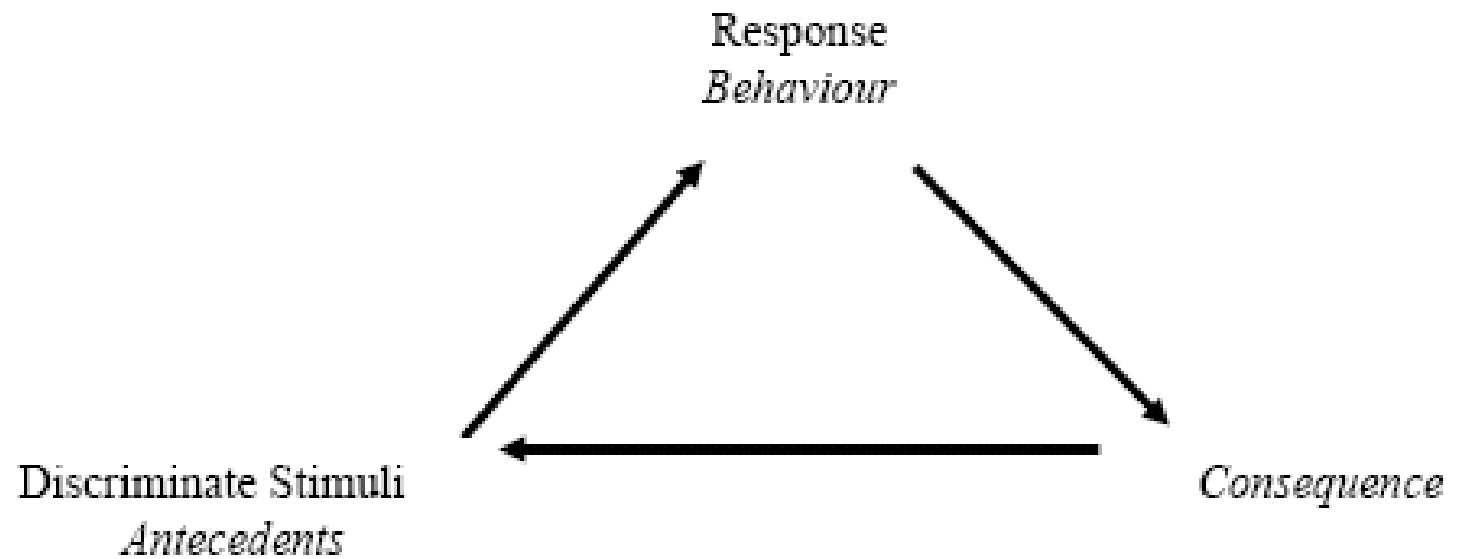 Response
Behaviour
Discriminate Stimuli
Antecedents
Consequence